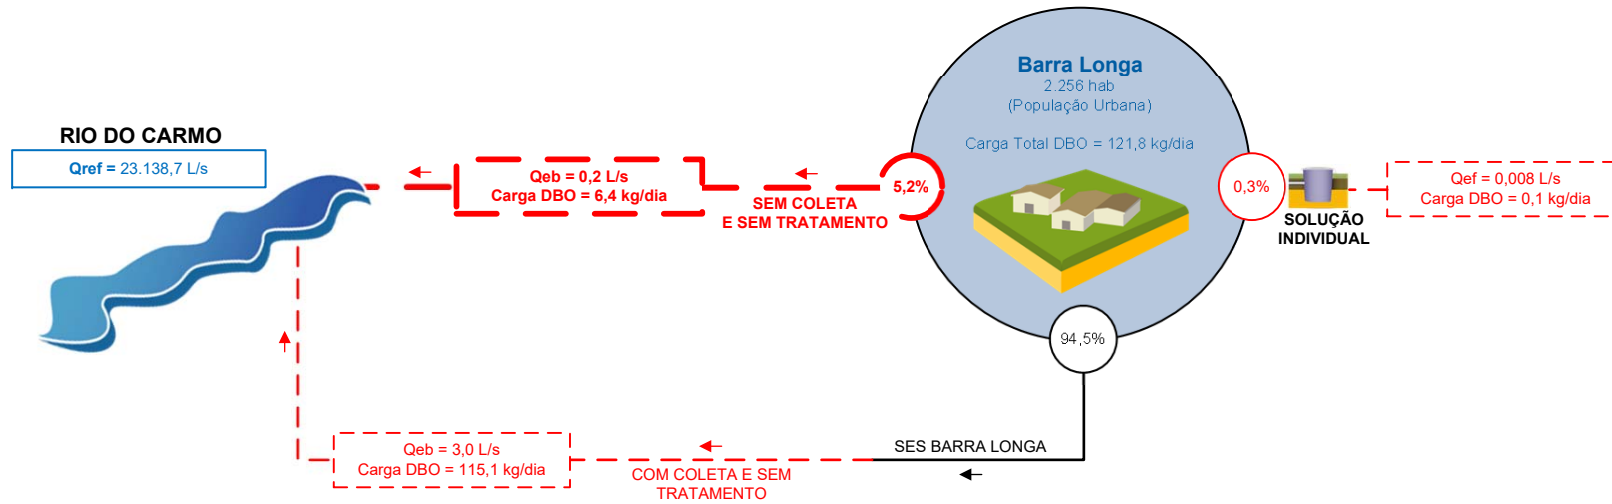 Barra Longa
2.256 hab
(População Urbana)
Carga Total DBO = 121,8 kg/dia
RIO DO CARMO
Qref = 23.138,7 L/s
Qeb = 0,2 L/s
Carga DBO = 6,4 kg/dia
SEM COLETA
E SEM TRATAMENTO
5,2%
0,3%
SOLUÇÃO
INDIVIDUAL
Qef = 0,008 L/s
Carga DBO = 0,1 kg/dia
94,5%
SES BARRA LONGA
COM COLETA E SEM
TRATAMENTO
Qeb = 3,0 L/s
Carga DBO = 115,1 kg/dia